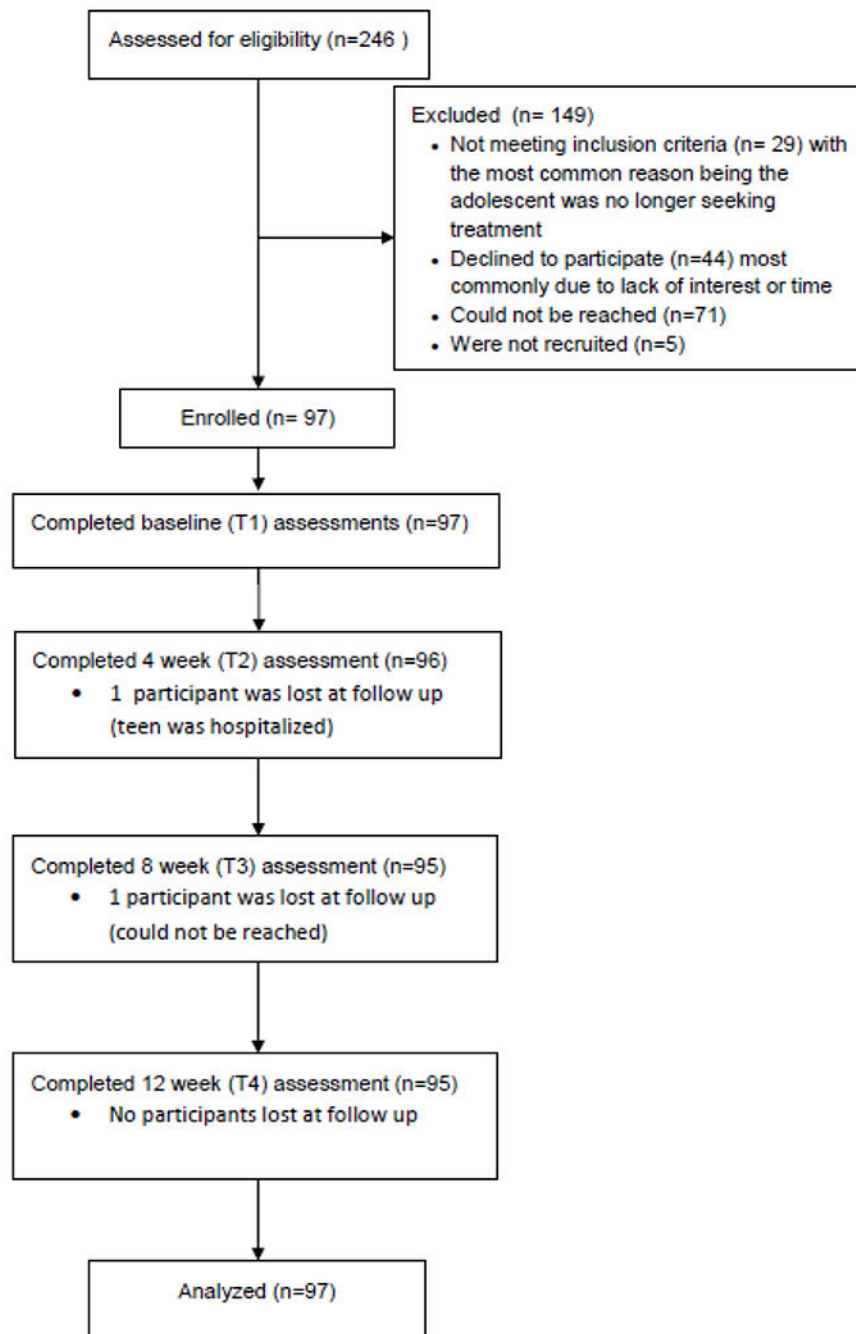 Assessed for eligibility (n=246 )
Excluded (n= 149)
• Not meeting inclusion criteria (n= 29) with
the most common reason being the
adolescent was no longer seeking
treatment
• Declined to participate (n=44) most
commonly due to lack of interest or time
• Could not be reached (n=71)
• Were not recruited (n=5)
Enrolled (n= 97)
Completed baseline (T1) assessments (n=97)
Completed 4 week (T2) assessment (n=96)
• 1 participant was lost at follow up
(teen was hospitalized)
Completed 8 week (T3) assessment (n=95)
• 1 participant was lost at follow up
(could not be reached)
Completed 12 week (T4) assessment (n=95)
• No participants lost at follow up
Analyzed (n=97)